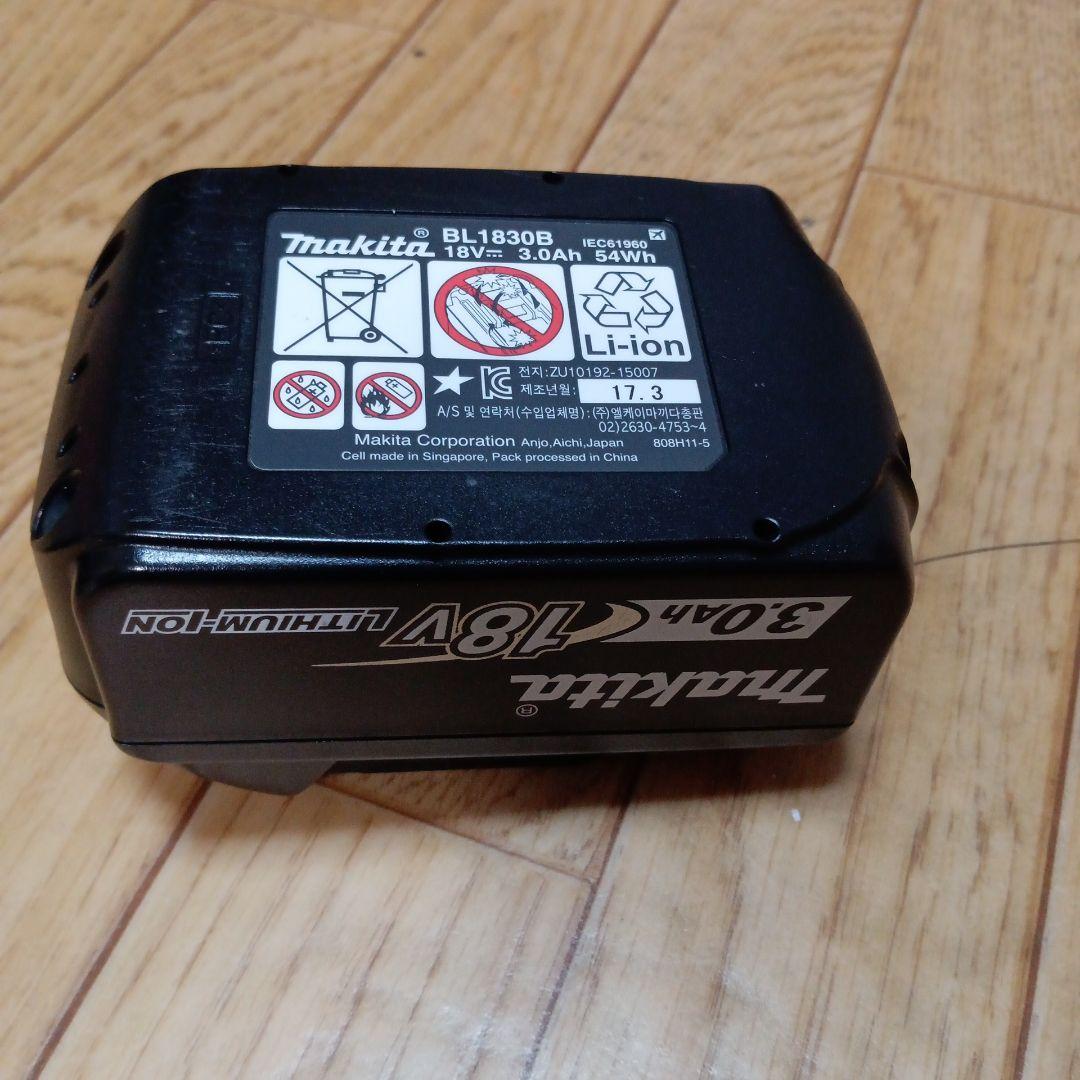 makita® BL1830B IEC61960
18V⎓ 3.0Ah 54Wh
Li-ion
전지:ZU10192-15007
제조년월: 17.3
A/S 및 연락처(수입업체명):(주)엘케이마끼다총판
02)2630-4753~4
Makita Corporation Anjo,Aichi,Japan 808H11-5
Cell made in Singapore, Pack processed in China
makita®
3.0Ah 18V LITHIUM-ION